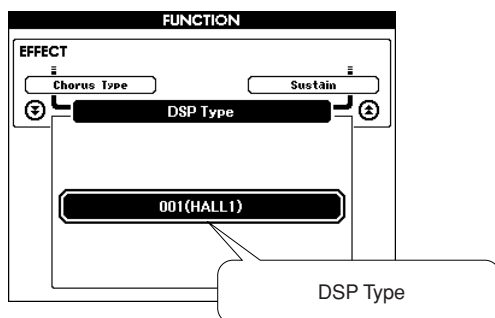 FUNCTION
EFFECT
Chorus Type
Sustain
DSP Type
001(HALL1)
DSP Type